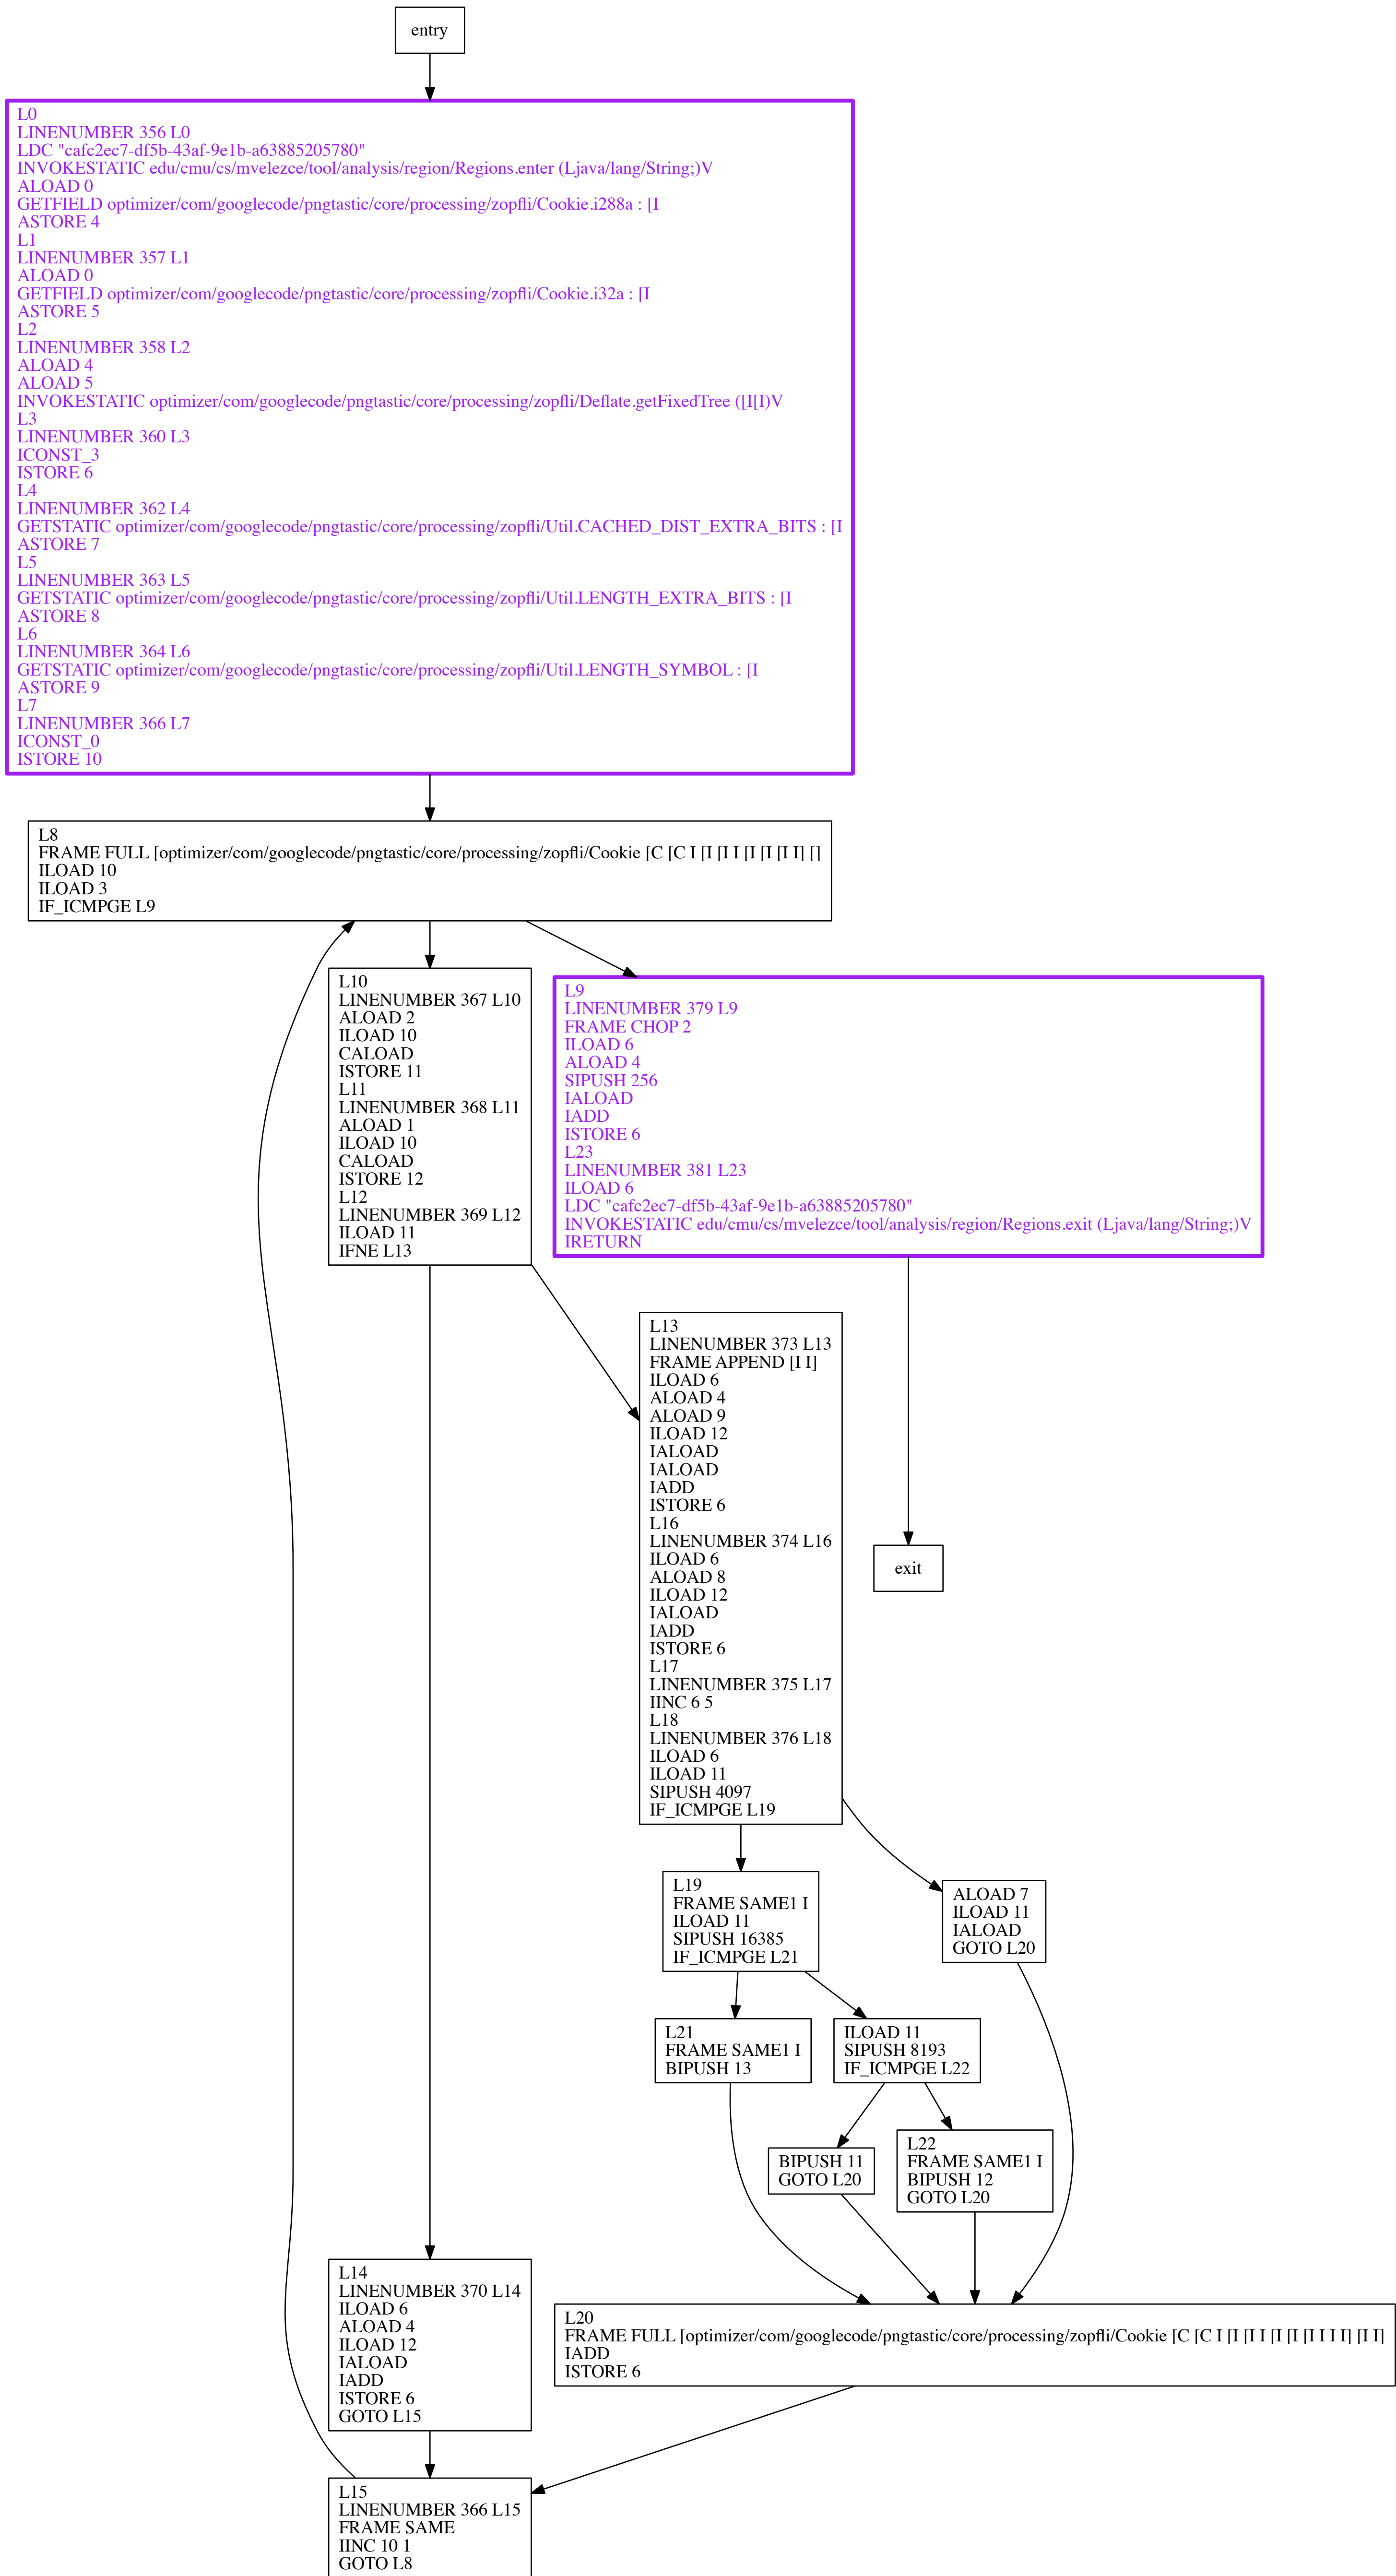 entry
L0
LINENUMBER 356 L0
LDC "cafc2ec7-df5b-43af-9e1b-a63885205780"
INVOKESTATIC edu/cmu/cs/mvelezce/tool/analysis/region/Regions.enter (Ljava/lang/String;)V
ALOAD 0
GETFIELD optimizer/com/googlecode/pngtastic/core/processing/zopfli/Cookie.i288a : [I
ASTORE 4
L1
LINENUMBER 357 L1
ALOAD 0
GETFIELD optimizer/com/googlecode/pngtastic/core/processing/zopfli/Cookie.i32a : [I
ASTORE 5
L2
LINENUMBER 358 L2
ALOAD 4
ALOAD 5
INVOKESTATIC optimizer/com/googlecode/pngtastic/core/processing/zopfli/Deflate.getFixedTree ([I[I)V
L3
LINENUMBER 360 L3
ICONST_3
ISTORE 6
L4
LINENUMBER 362 L4
GETSTATIC optimizer/com/googlecode/pngtastic/core/processing/zopfli/Util.CACHED_DIST_EXTRA_BITS : [I
ASTORE 7
L5
LINENUMBER 363 L5
GETSTATIC optimizer/com/googlecode/pngtastic/core/processing/zopfli/Util.LENGTH_EXTRA_BITS : [I
ASTORE 8
L6
LINENUMBER 364 L6
GETSTATIC optimizer/com/googlecode/pngtastic/core/processing/zopfli/Util.LENGTH_SYMBOL : [I
ASTORE 9
L7
LINENUMBER 366 L7
ICONST_0
ISTORE 10
L8
FRAME FULL [optimizer/com/googlecode/pngtastic/core/processing/zopfli/Cookie [C [C I [I [I I [I [I [I I] []
ILOAD 10
ILOAD 3
IF_ICMPGE L9
L10
LINENUMBER 367 L10
ALOAD 2
ILOAD 10
CALOAD
ISTORE 11
L11
LINENUMBER 368 L11
ALOAD 1
ILOAD 10
CALOAD
ISTORE 12
L12
LINENUMBER 369 L12
ILOAD 11
IFNE L13
L9
LINENUMBER 379 L9
FRAME CHOP 2
ILOAD 6
ALOAD 4
SIPUSH 256
IALOAD
IADD
ISTORE 6
L23
LINENUMBER 381 L23
ILOAD 6
LDC "cafc2ec7-df5b-43af-9e1b-a63885205780"
INVOKESTATIC edu/cmu/cs/mvelezce/tool/analysis/region/Regions.exit (Ljava/lang/String;)V
IRETURN
L13
LINENUMBER 373 L13
FRAME APPEND [I I]
ILOAD 6
ALOAD 4
ALOAD 9
ILOAD 12
IALOAD
IALOAD
IADD
ISTORE 6
L16
LINENUMBER 374 L16
ILOAD 6
ALOAD 8
ILOAD 12
IALOAD
IADD
ISTORE 6
L17
LINENUMBER 375 L17
IINC 6 5
L18
LINENUMBER 376 L18
ILOAD 6
ILOAD 11
SIPUSH 4097
IF_ICMPGE L19
exit
L19
FRAME SAME1 I
ILOAD 11
SIPUSH 16385
IF_ICMPGE L21
ALOAD 7
ILOAD 11
IALOAD
GOTO L20
L21
FRAME SAME1 I
BIPUSH 13
ILOAD 11
SIPUSH 8193
IF_ICMPGE L22
BIPUSH 11
GOTO L20
L22
FRAME SAME1 I
BIPUSH 12
GOTO L20
L14
LINENUMBER 370 L14
ILOAD 6
ALOAD 4
ILOAD 12
IALOAD
IADD
ISTORE 6
GOTO L15
L20
FRAME FULL [optimizer/com/googlecode/pngtastic/core/processing/zopfli/Cookie [C [C I [I [I I [I [I [I I I I] [I I]
IADD
ISTORE 6
L15
LINENUMBER 366 L15
FRAME SAME
IINC 10 1
GOTO L8